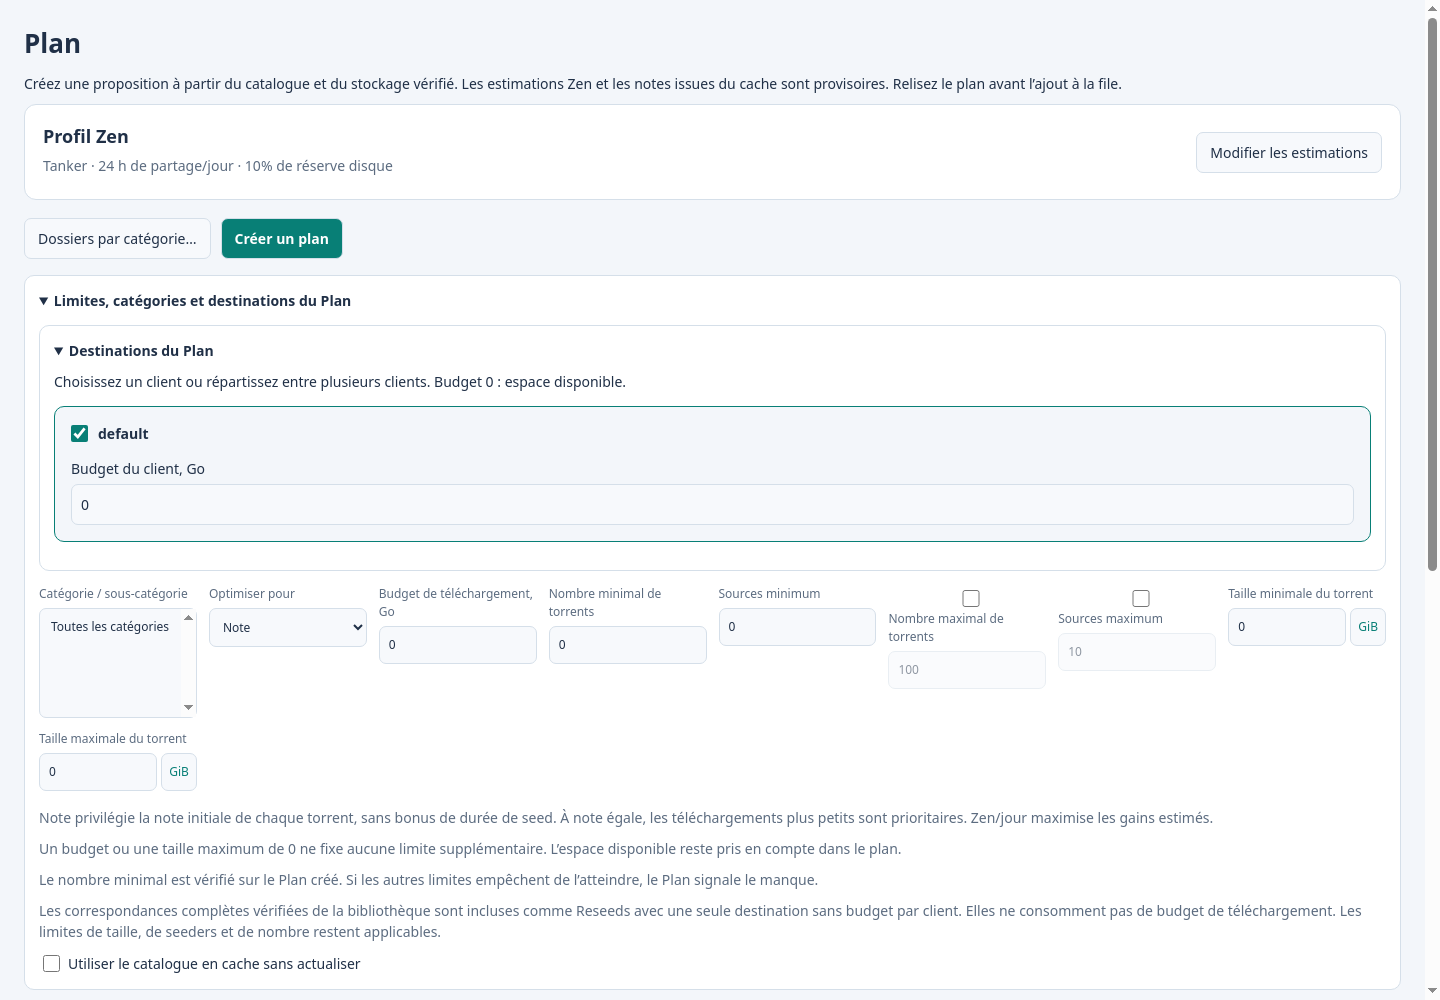 Plan
Créez une proposition à partir du catalogue et du stockage vérifié. Les estimations Zen et les notes issues du cache sont provisoires. Relisez le plan avant l’ajout à la file.
Profil Zen
Tanker · 24 h de partage/jour · 10% de réserve disque
Modifier les estimations
Dossiers par catégorie…
Créer un plan
Limites, catégories et destinations du Plan
Destinations du Plan
Choisissez un client ou répartissez entre plusieurs clients. Budget 0 : espace disponible.
default
Budget du client, Go
0
Catégorie / sous-catégorie
Toutes les catégories
Optimiser pour
Note
Budget de téléchargement,
Go
0
Nombre minimal de
torrents
0
Sources minimum
0
Nombre maximal de
torrents
100
Sources maximum
10
Taille minimale du torrent
0
GiB
Taille maximale du torrent
0
GiB
Note privilégie la note initiale de chaque torrent, sans bonus de durée de seed. À note égale, les téléchargements plus petits sont prioritaires. Zen/jour maximise les gains estimés.
Un budget ou une taille maximum de 0 ne fixe aucune limite supplémentaire. L’espace disponible reste pris en compte dans le plan.
Le nombre minimal est vérifié sur le Plan créé. Si les autres limites empêchent de l’atteindre, le Plan signale le manque.
Les correspondances complètes vérifiées de la bibliothèque sont incluses comme Reseeds avec une seule destination sans budget par client. Elles ne consomment pas de budget de téléchargement. Les
limites de taille, de seeders et de nombre restent applicables.
Utiliser le catalogue en cache sans actualiser